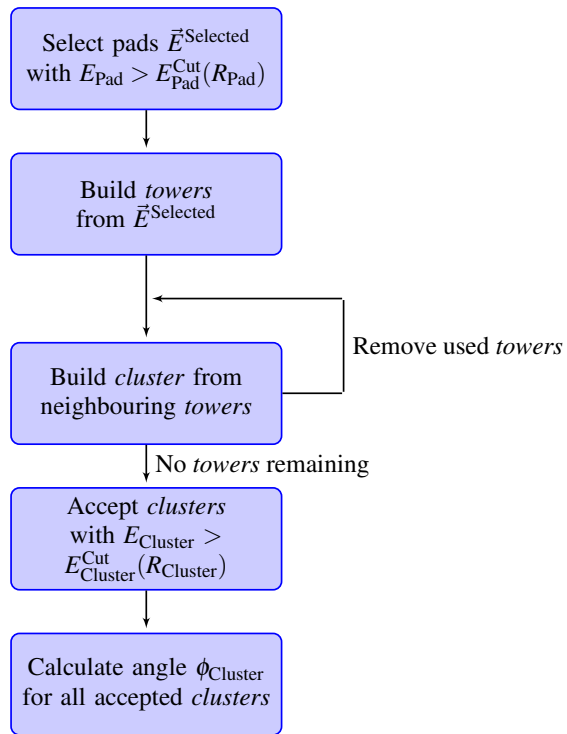 Select pads $\vec{E}^{\text{Selected}}$
with $E_{\text{Pad}} > E_{\text{Pad}}^{\text{Cut}}(R_{\text{Pad}})$
Build towers
from $\vec{E}^{\text{Selected}}$
Remove used towers
Build cluster from
neighbouring towers
No towers remaining
Accept clusters
with $E_{\text{Cluster}} >$
$E_{\text{Cluster}}^{\text{Cut}}(R_{\text{Cluster}})$
Calculate angle $\phi_{\text{Cluster}}$
for all accepted clusters